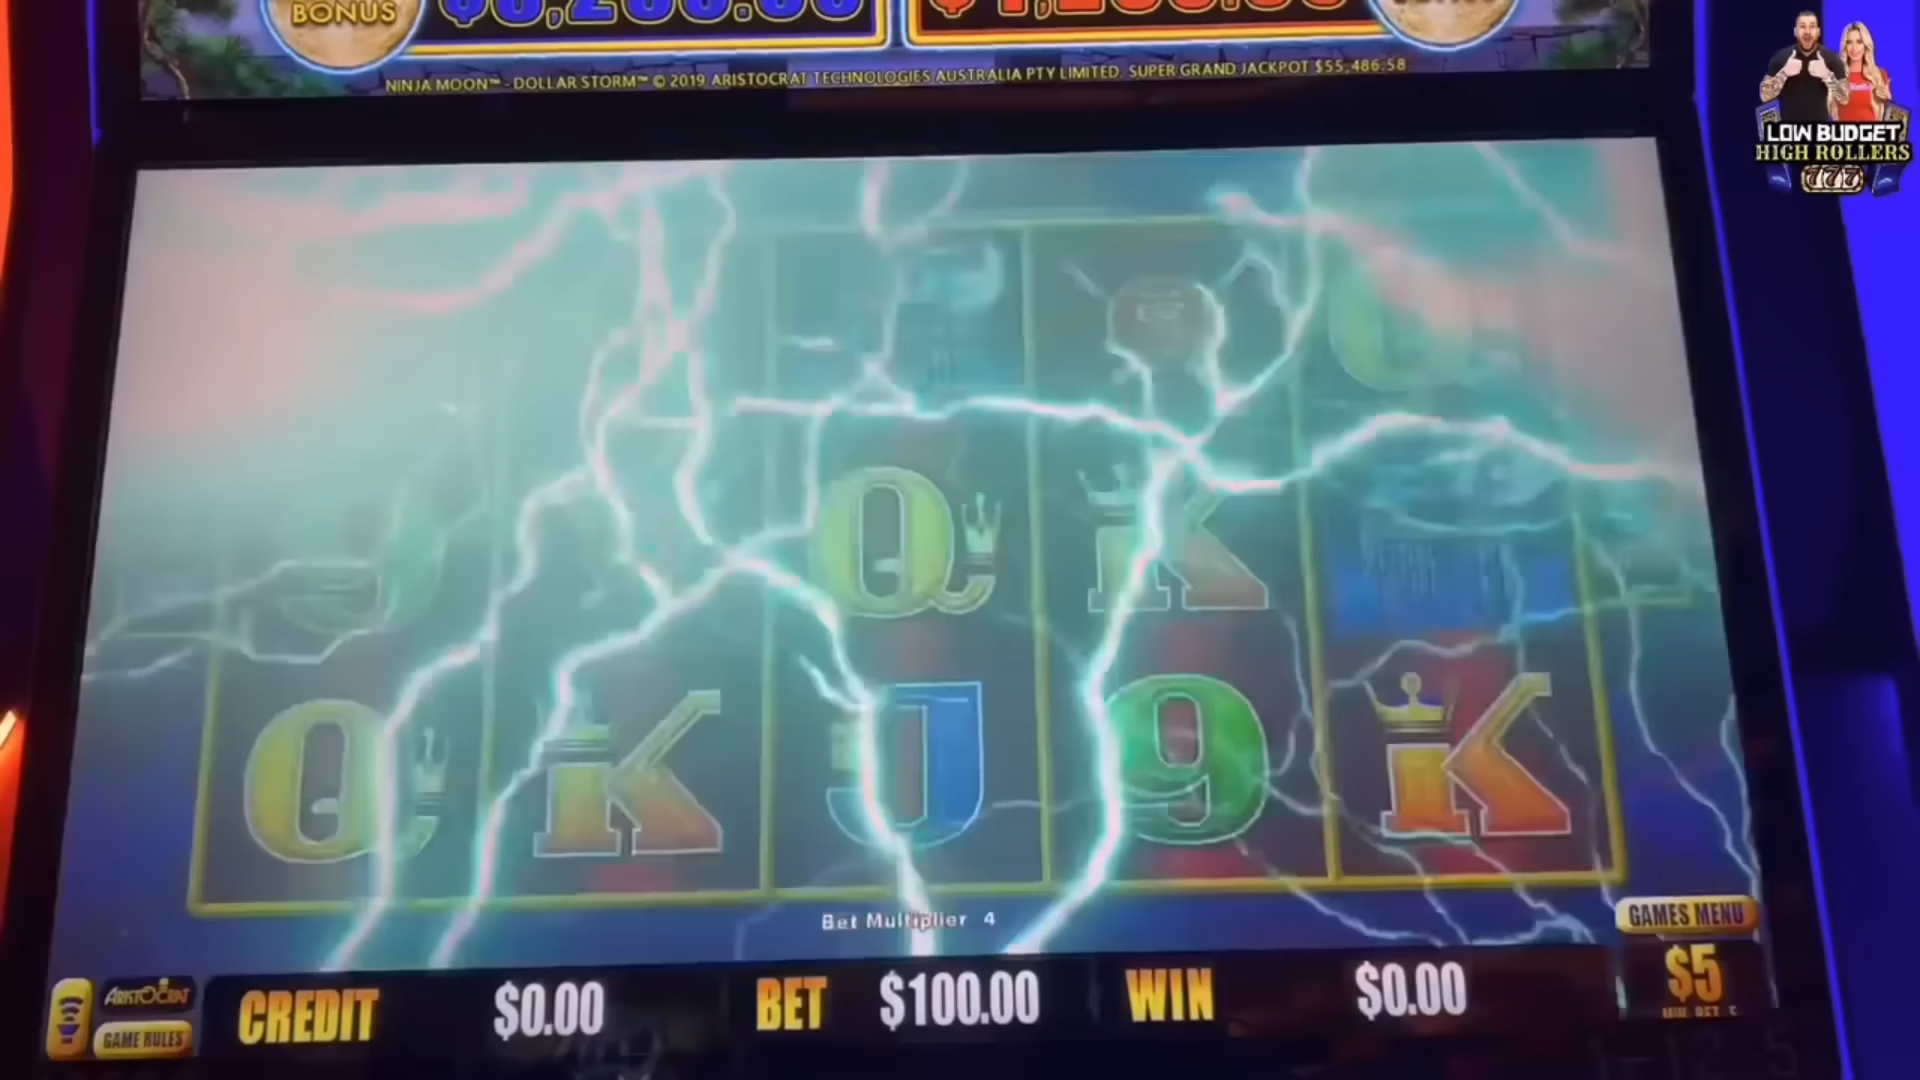 BONUS
NINJA MOON™ - DOLLAR STORM™ © 2019 ARISTOCRAT TECHNOLOGIES AUSTRALIA PTY LIMITED. SUPER GRAND JACKPOT $55,486.58
LOW BUDGET
HIGH ROLLERS
777
Q K
Q K J 9 K
Bet Multiplier 4
GAMES MENU
ARISTOCRAT
GAME RULES
CREDIT $0.00 BET $100.00 WIN $0.00
$5